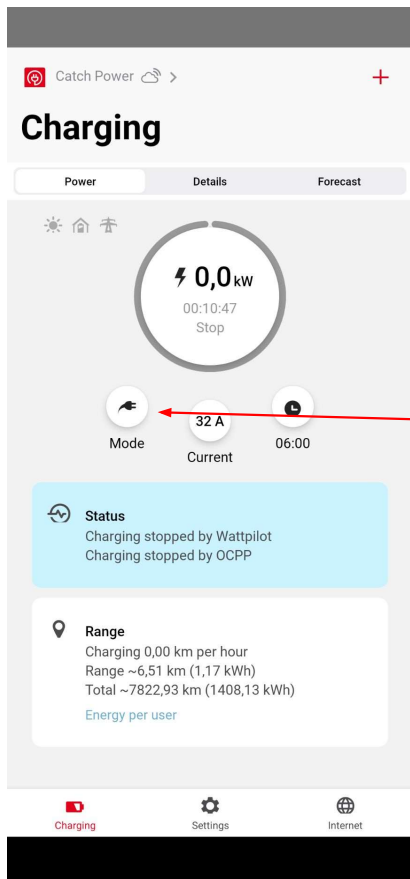 Catch Power
Charging
Power Details Forecast
0,0 kW
00:10:47
Stop
32 A
Mode
Current
06:00
Status
Charging stopped by Wattpilot
Charging stopped by OCPP
Range
Charging 0,00 km per hour
Range ~6,51 km (1,17 kWh)
Total ~7822,93 km (1408,13 kWh)
Energy per user
Charging Settings Internet